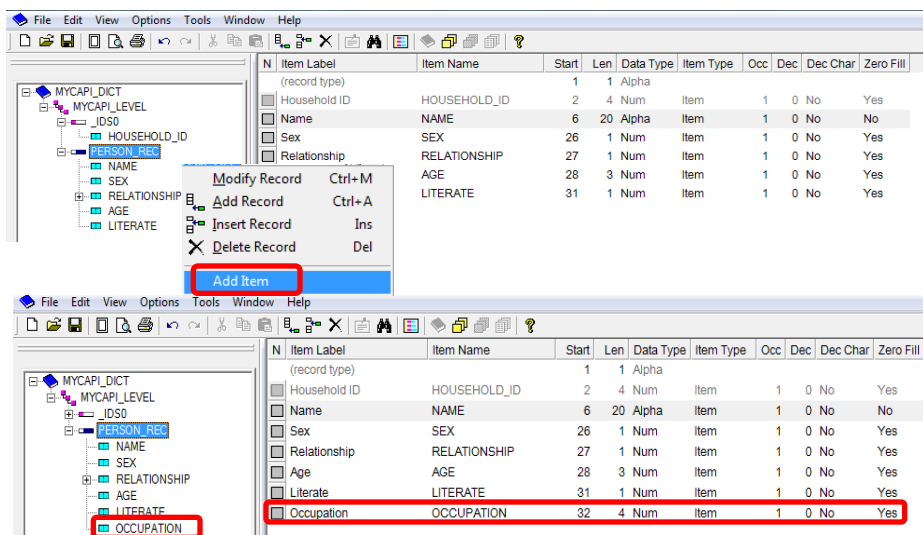 File Edit View Options Tools Window Help
N Item Label Item Name Start Len Data Type Item Type Occ Dec Dec Char Zero Fill
(record type) 1 1 Alpha
MYCAPI_DICT
Household ID HOUSEHOLD_ID 2 4 Num Item 1 0 No Yes
MYCAPI_LEVEL
Name NAME 6 20 Alpha Item 1 0 No No
_IDS0
HOUSEHOLD_ID
Sex SEX 26 1 Num Item 1 0 No Yes
PERSON_REC
Relationship RELATIONSHIP 27 1 Num Item 1 0 No Yes
NAME
AGE 28 3 Num Item 1 0 No Yes
SEX
LITERATE 31 1 Num Item 1 0 No Yes
RELATIONSHIP
AGE
LITERATE
Modify Record Ctrl+M
Add Record Ctrl+A
Insert Record Ins
Delete Record Del
Add Item
File Edit View Options Tools Window Help
N Item Label Item Name Start Len Data Type Item Type Occ Dec Dec Char Zero Fill
(record type) 1 1 Alpha
MYCAPI_DICT
Household ID HOUSEHOLD_ID 2 4 Num Item 1 0 No Yes
MYCAPI_LEVEL
Name NAME 6 20 Alpha Item 1 0 No No
_IDS0
PERSON_REC
Sex SEX 26 1 Num Item 1 0 No Yes
NAME
Relationship RELATIONSHIP 27 1 Num Item 1 0 No Yes
SEX
Age AGE 28 3 Num Item 1 0 No Yes
RELATIONSHIP
AGE
Literate LITERATE 31 1 Num Item 1 0 No Yes
LITERATE
Occupation OCCUPATION 32 4 Num Item 1 0 No Yes
OCCUPATION